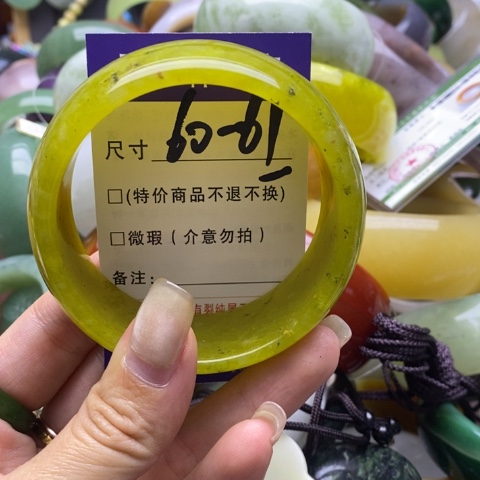 尺寸 60-61
□(特价商品不退不换)
□微瑕(介意勿拍)
备注: